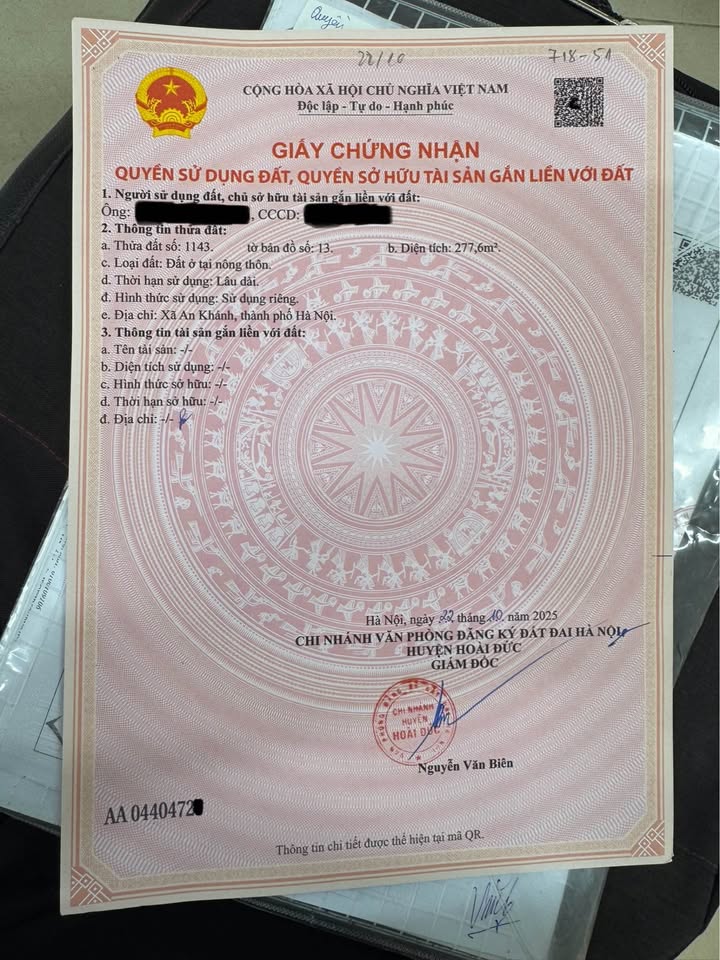 Quyền
22/10
718-51
CỘNG HÒA XÃ HỘI CHỦ NGHĨA VIỆT NAM
Độc lập - Tự do - Hạnh phúc
GIẤY CHỨNG NHẬN
QUYỀN SỬ DỤNG ĐẤT, QUYỀN SỞ HỮU TÀI SẢN GẮN LIỀN VỚI ĐẤT
1. Người sử dụng đất, chủ sở hữu tài sản gắn liền với đất:
Ông: , CCCD:
2. Thông tin thửa đất:
a. Thửa đất số: 1143. tờ bản đồ số: 13. b. Diện tích: 277,6m².
c. Loại đất: Đất ở tại nông thôn.
d. Thời hạn sử dụng: Lâu dài.
đ. Hình thức sử dụng: Sử dụng riêng.
e. Địa chỉ: Xã An Khánh, thành phố Hà Nội.
3. Thông tin tài sản gắn liền với đất:
a. Tên tài sản: -/-
b. Diện tích sử dụng: -/-
c. Hình thức sở hữu: -/-
d. Thời hạn sở hữu: -/-
đ. Địa chỉ: -/-
Hà Nội, ngày 22 tháng 10 năm 2025
CHI NHÁNH VĂN PHÒNG ĐĂNG KÝ ĐẤT ĐAI HÀ NỘI
HUYỆN HOÀI ĐỨC
GIÁM ĐỐC
CHI NHÁNH
HUYỆN
HOÀI ĐỨC
Nguyễn Văn Biên
AA 0440472
Thông tin chi tiết được thể hiện tại mã QR.